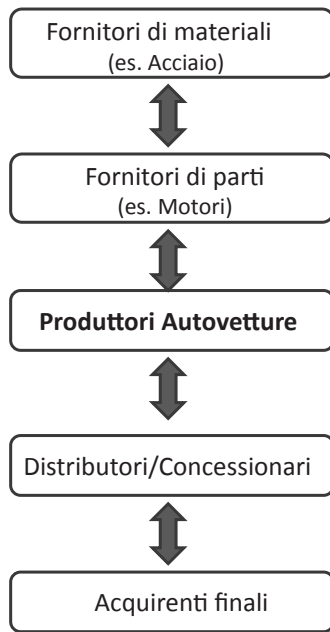 Fornitori di materiali
(es. Acciaio)
Fornitori di parti
(es. Motori)
Produttori Autovetture
Distributori/Concessionari
Acquirenti finali